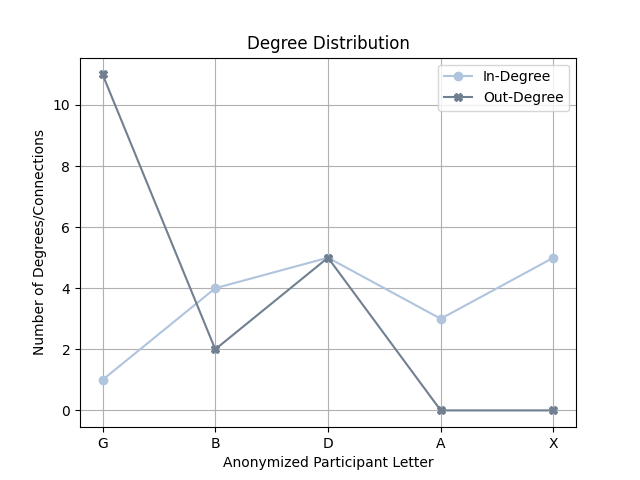 Degree Distribution
In-Degree
Out-Degree
10
8
6
4
2
0
Number of Degrees/Connections
G B D A X
Anonymized Participant Letter